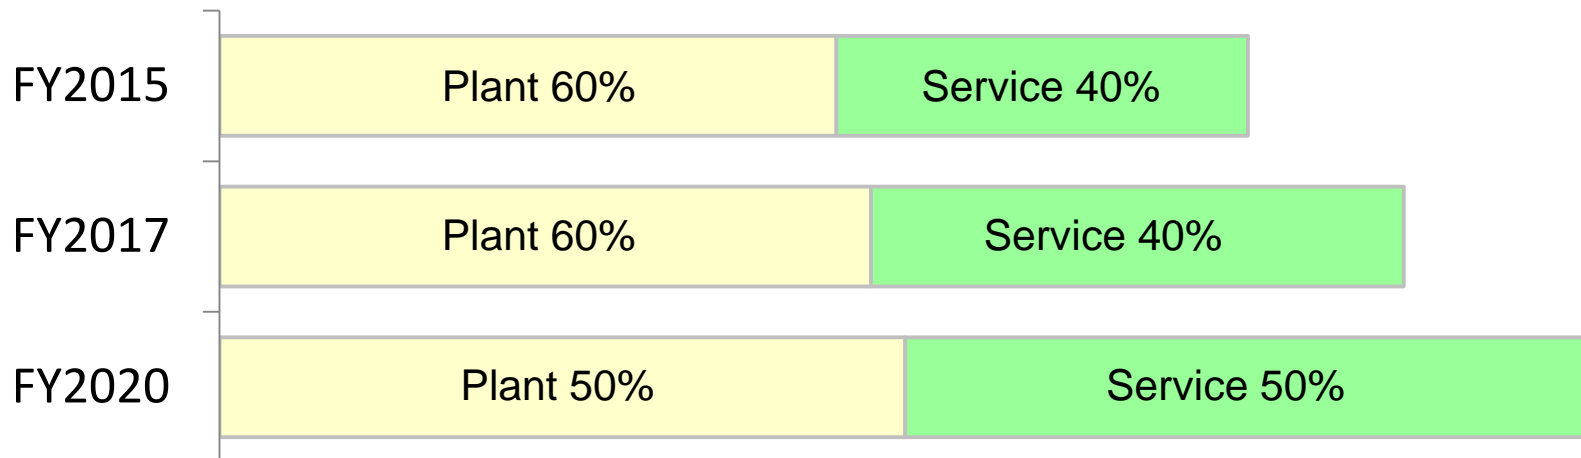 FY2015 Plant 60% Service 40%
FY2017 Plant 60% Service 40%
FY2020 Plant 50% Service 50%